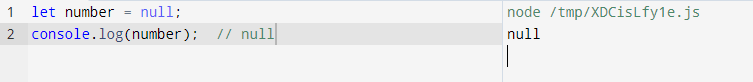 1 let number = null;
2 console.log(number);  // null
node /tmp/XDCisLfy1e.js
null